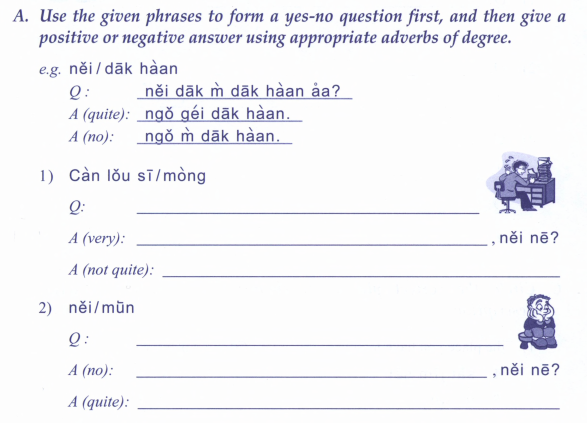 A. Use the given phrases to form a yes-no question first, and then give a
positive or negative answer using appropriate adverbs of degree.
e.g. něi / dāk hàan
Q : něi dāk m̀ dāk hàan åa?
A (quite): ngǒ géi dāk hàan.
A (no): ngǒ m̀ dāk hàan.
1) Càn lǒu sī / mòng
Q:
A (very): , něi nē?
A (not quite):
2) něi / mūn
Q :
A (no): , něi nē?
A (quite):